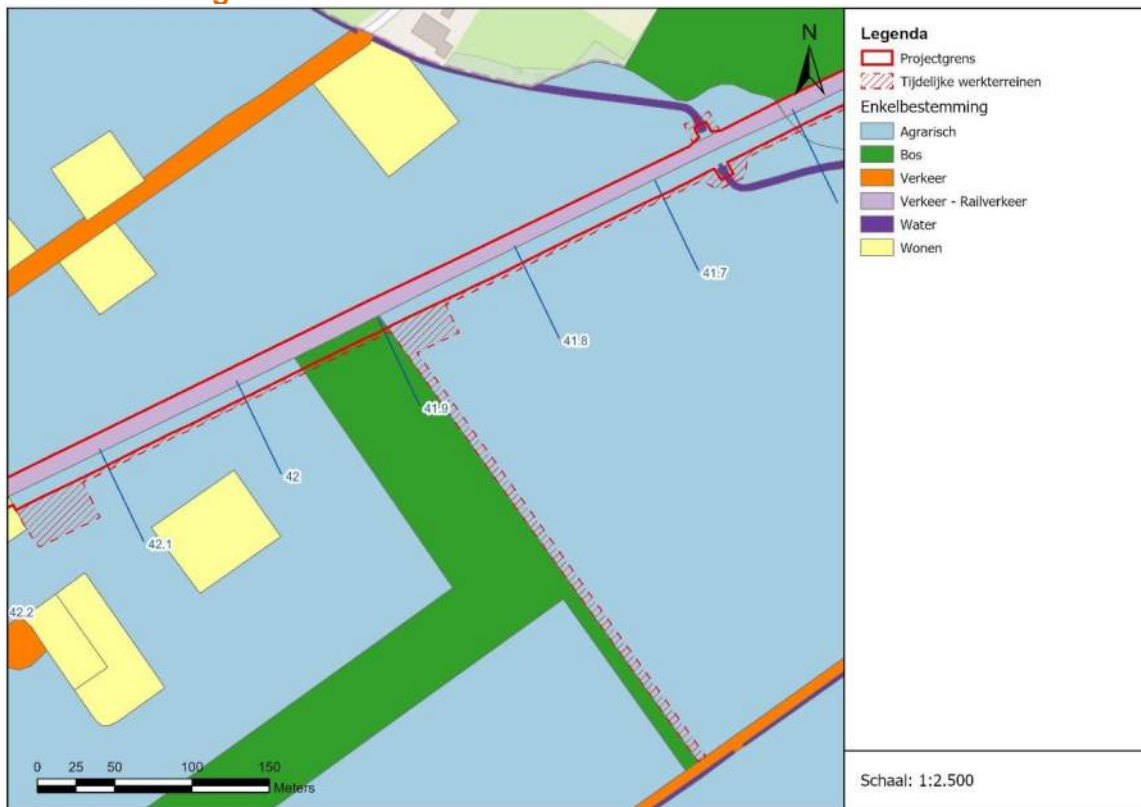 N
41.7
41.8
41.9
42
42.1
42.2
0 25 50 100 150
Meters
Legenda
Projectgrens
Tijdelijke werkterreinen
Enkelbestemming
Agrarisch
Bos
Verkeer
Verkeer - Railverkeer
Water
Wonen
Schaal: 1:2.500